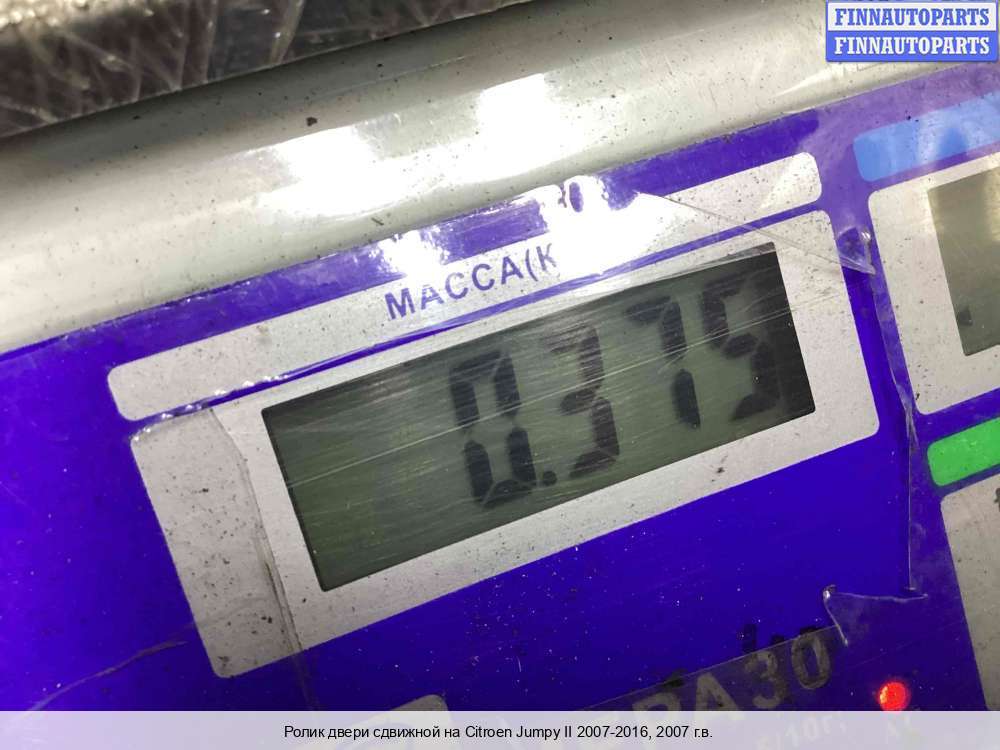 FINNAUTOPARTS
FINNAUTOPARTS
МАССА(К
0.375
Ролик двери сдвижной на Citroen Jumpy II 2007-2016, 2007 г.в.